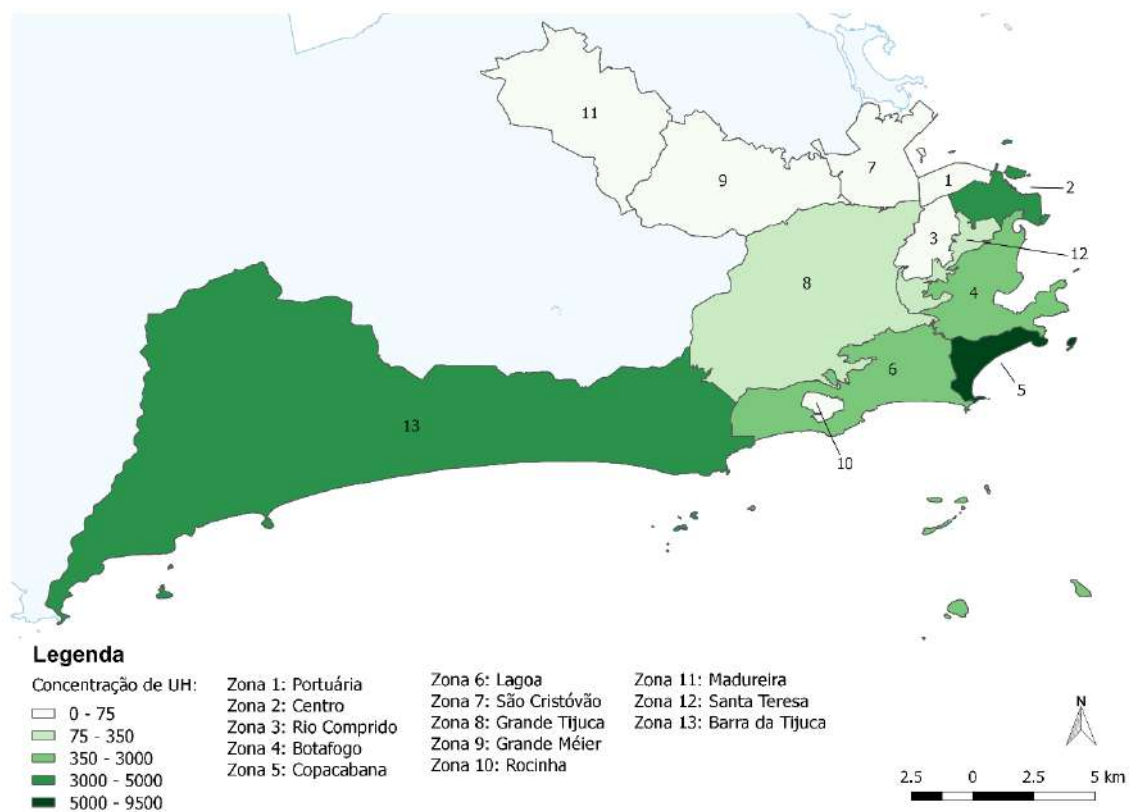 11
9
7
1
2
3
12
8
4
6
5
13
10
Legenda
Concentração de UH:
0 - 75
75 - 350
350 - 3000
3000 - 5000
5000 - 9500
Zona 1: Portuária
Zona 2: Centro
Zona 3: Rio Comprido
Zona 4: Botafogo
Zona 5: Copacabana
Zona 6: Lagoa
Zona 7: São Cristóvão
Zona 8: Grande Tijuca
Zona 9: Grande Méier
Zona 10: Rocinha
Zona 11: Madureira
Zona 12: Santa Teresa
Zona 13: Barra da Tijuca
N
2.5 0 2.5 5 km